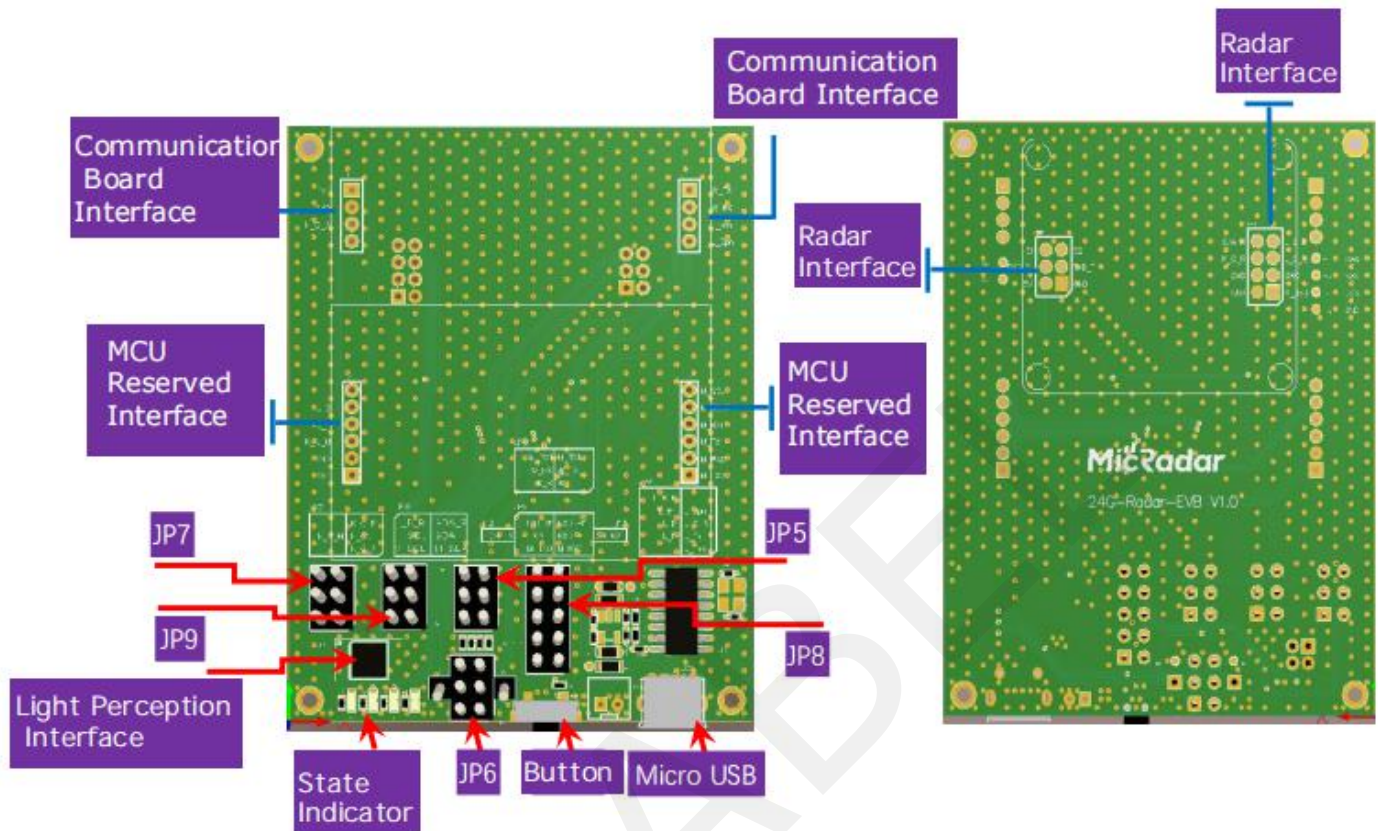 Radar
Interface
Communication
Board Interface
Communication
Board
Interface
Radar
Interface
MCU
Reserved
Interface
MCU
Reserved
Interface
MicRadar
24G-Radar-EVB V1.0
JP7
JP5
JP9
JP8
Light Perception
Interface
State
Indicator
JP6
Button
Micro USB